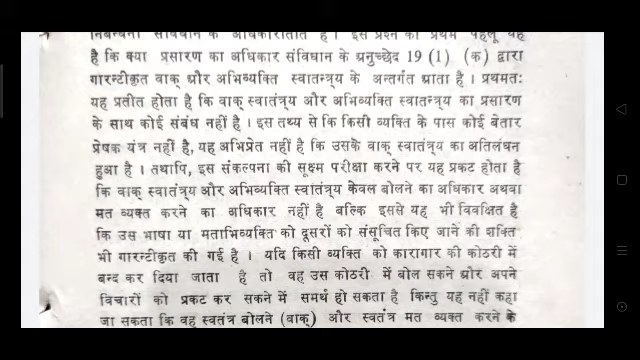 निबन्धना संविधान के अधिकारातीत है । इस प्रश्न का प्रथम पहलू यह
है कि क्या प्रसारण का अधिकार संविधान के अनुच्छेद 19 (1) (क) द्वारा
गारन्टीकृत वाक् और अभिव्यक्ति स्वातन्त्र्य के अन्तर्गत आता है । प्रथमतः
यह प्रतीत होता है कि वाक् स्वातंत्र्य और अभिव्यक्ति स्वातन्त्र्य का प्रसारण
के साथ कोई संबंध नहीं है । इस तथ्य से कि किसी व्यक्ति के पास कोई बेतार
प्रेषक यंत्र नहीं है, यह अभिप्रेत नहीं है कि उसके वाक् स्वातंत्र्य का अतिलंघन
हुआ है । तथापि, इस संकल्पना की सूक्ष्म परीक्षा करने पर यह प्रकट होता है
कि वाक् स्वातंत्र्य और अभिव्यक्ति स्वातंत्र्य केवल बोलने का अधिकार अथवा
मत व्यक्त करने का अधिकार नहीं है बल्कि इससे यह भी विवक्षित है
कि उस भाषा या मताभिव्यक्ति को दूसरों को संसूचित किए जाने की शक्ति
भी गारन्टीकृत की गई है । यदि किसी व्यक्ति को कारागार की कोठरी में
बन्द कर दिया जाता है तो वह उस कोठरी में बोल सकने और अपने
विचारों को प्रकट कर सकने में समर्थ हो सकता है किन्तु यह नहीं कहा
जा सकता कि वह स्वतंत्र बोलने (वाक्) और स्वतंत्र मत व्यक्त करने के